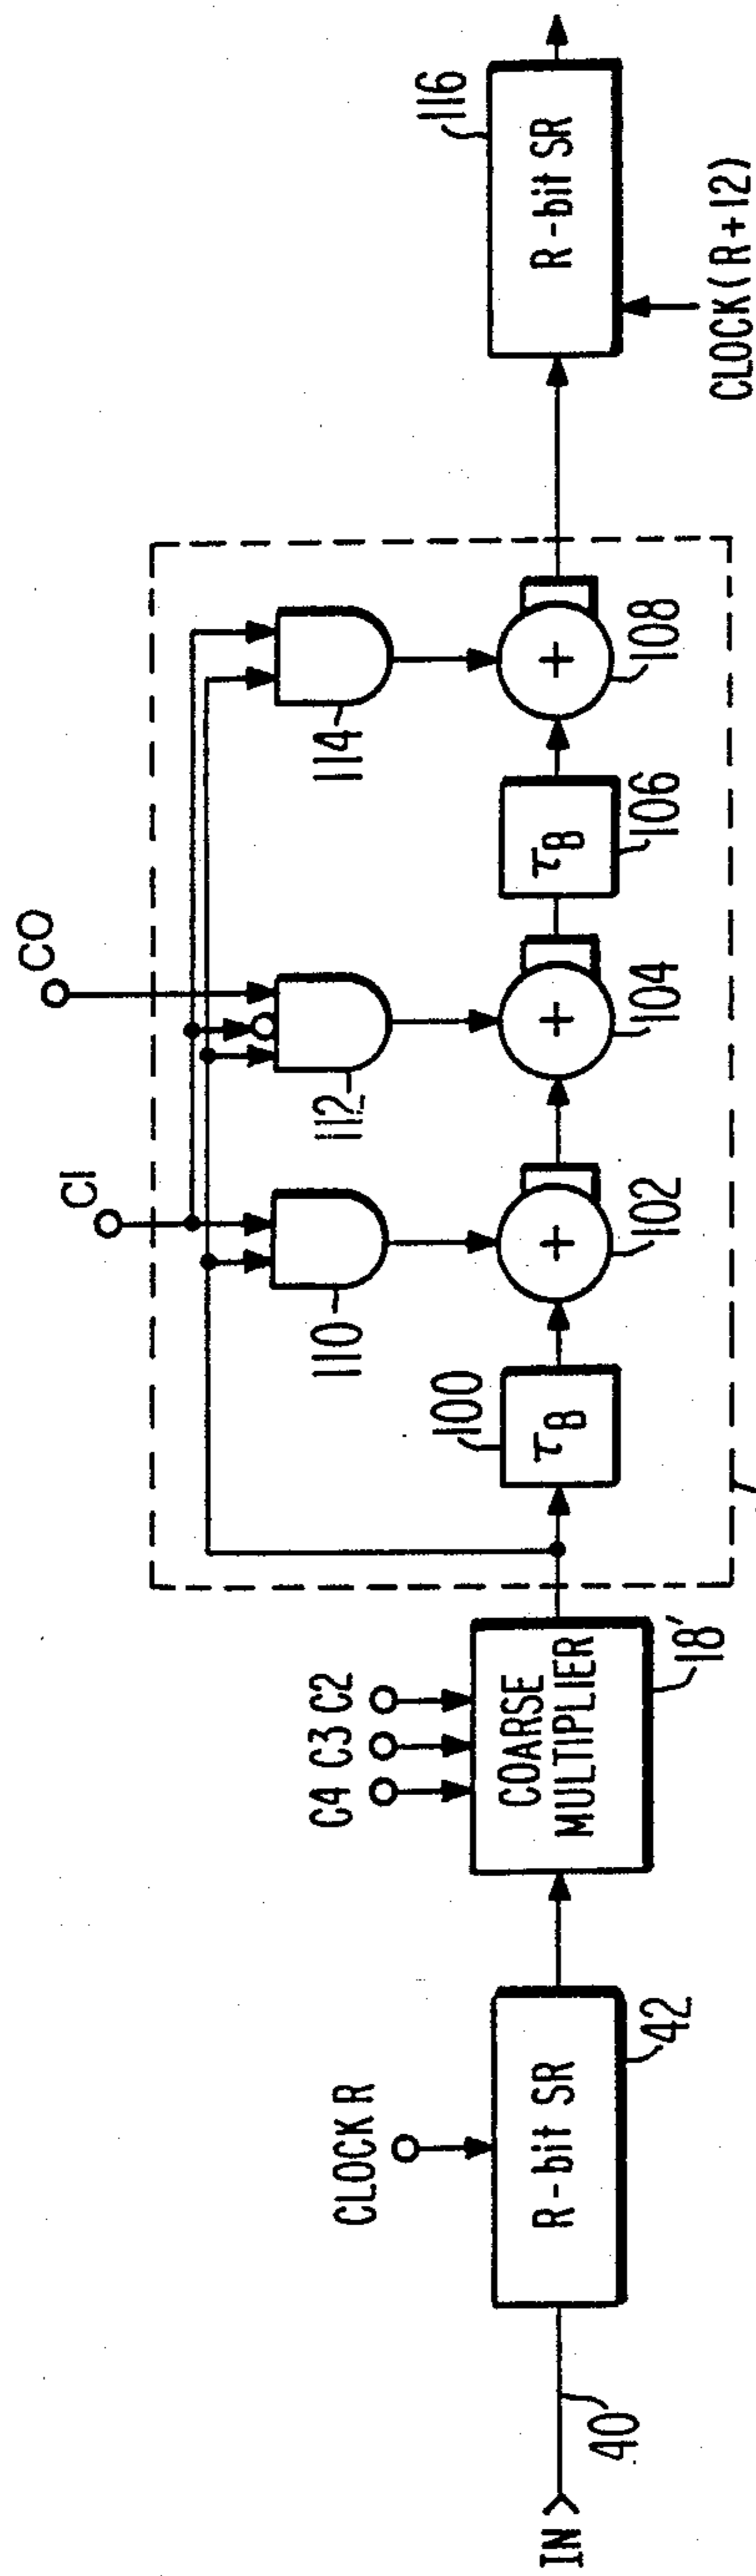 IN
40
R-bit SR
42
CLOCK R
COARSE
MULTIPLIER
18'
C4 C3 C2
τB
100
102
104
τB
106
108
110
112
114
C1
CO
+
+
+
R-bit SR
116
CLOCK (R+12)